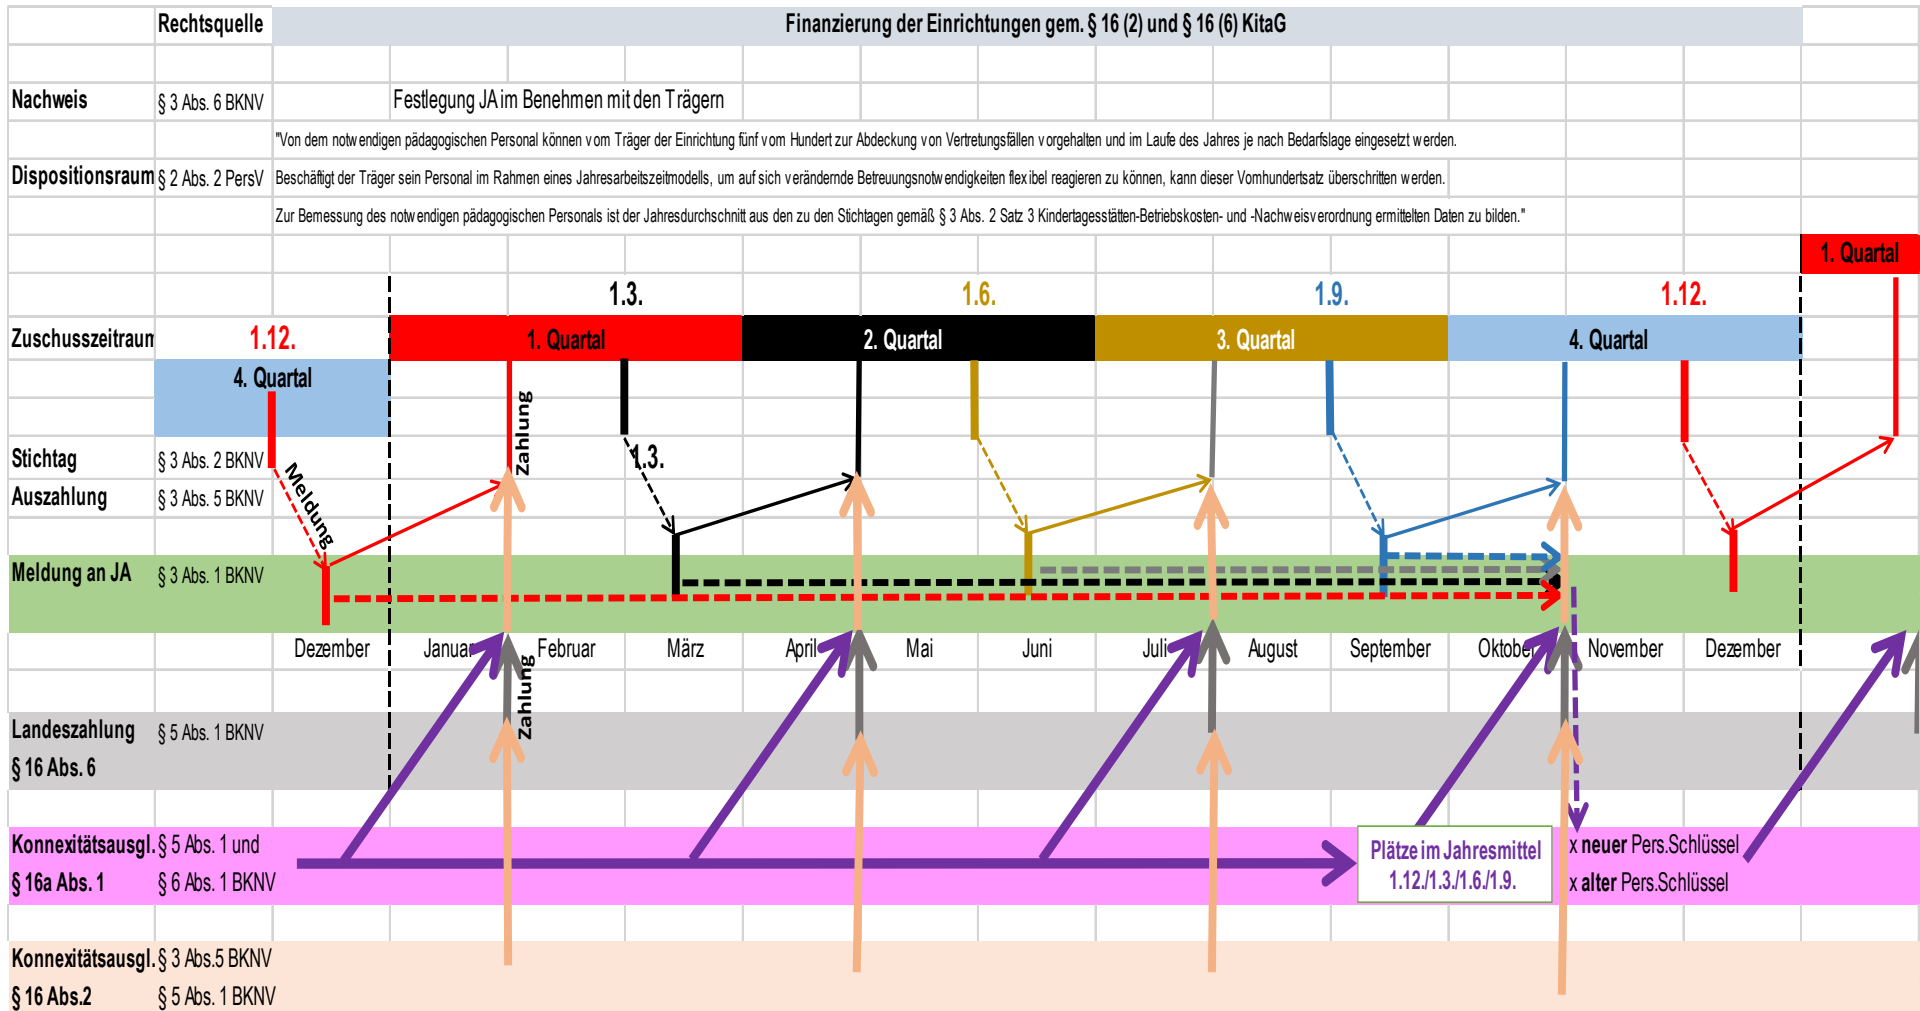 Rechtsquelle
Finanzierung der Einrichtungen gem. § 16 (2) und § 16 (6) KitaG
Nachweis
§ 3 Abs. 6 BKNV
Festlegung JA im Benehmen mit den Trägern
"Von dem notwendigen pädagogischen Personal können vom Träger der Einrichtung fünf vom Hundert zur Abdeckung von Vertretungsfällen vorgehalten und im Laufe des Jahres je nach Bedarfslage eingesetzt werden.
Dispositionsraum
§ 2 Abs. 2 PersV
Beschäftigt der Träger sein Personal im Rahmen eines Jahresarbeitszeitmodells, um auf sich verändernde Betreuungsnotwendigkeiten flexibel reagieren zu können, kann dieser Vomhundertsatz überschritten werden.
Zur Bemessung des notwendigen pädagogischen Personals ist der Jahresdurchschnitt aus den zu den Stichtagen gemäß § 3 Abs. 2 Satz 3 Kindertagesstätten-Betriebskosten- und -Nachweisverordnung ermittelten Daten zu bilden."
1. Quartal
1.3.
1.6.
1.9.
1.12.
Zuschusszeitraum
1.12.
1. Quartal
2. Quartal
3. Quartal
4. Quartal
4. Quartal
Zahlung
Stichtag
§ 3 Abs. 2 BKNV
1.3.
Meldung
Auszahlung
§ 3 Abs. 5 BKNV
Meldung an JA
§ 3 Abs. 1 BKNV
Dezember
Januar
Februar
März
April
Mai
Juni
Juli
August
September
Oktober
November
Dezember
Zahlung
Landeszahlung
§ 5 Abs. 1 BKNV
§ 16 Abs. 6
Konnexitätsausgl.
§ 5 Abs. 1 und
Plätze im Jahresmittel
x neuer Pers.Schlüssel
§ 16a Abs. 1
§ 6 Abs. 1 BKNV
1.12./1.3./1.6./1.9.
x alter Pers.Schlüssel
Konnexitätsausgl.
§ 3 Abs.5 BKNV
§ 16 Abs.2
§ 5 Abs. 1 BKNV